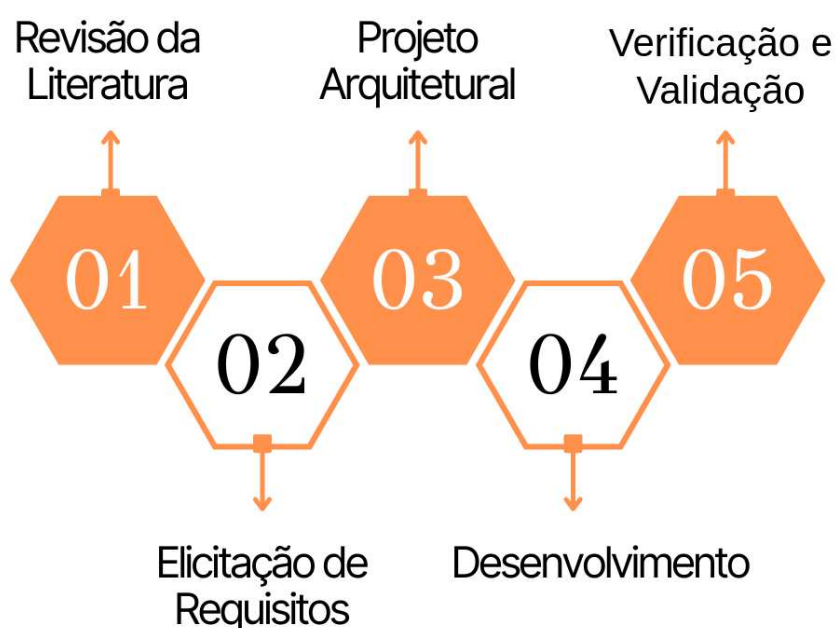 Revisão da
Literatura
Projeto
Arquitetural
Verificação e
Validação
01
02
03
04
05
Elicitação de
Requisitos
Desenvolvimento